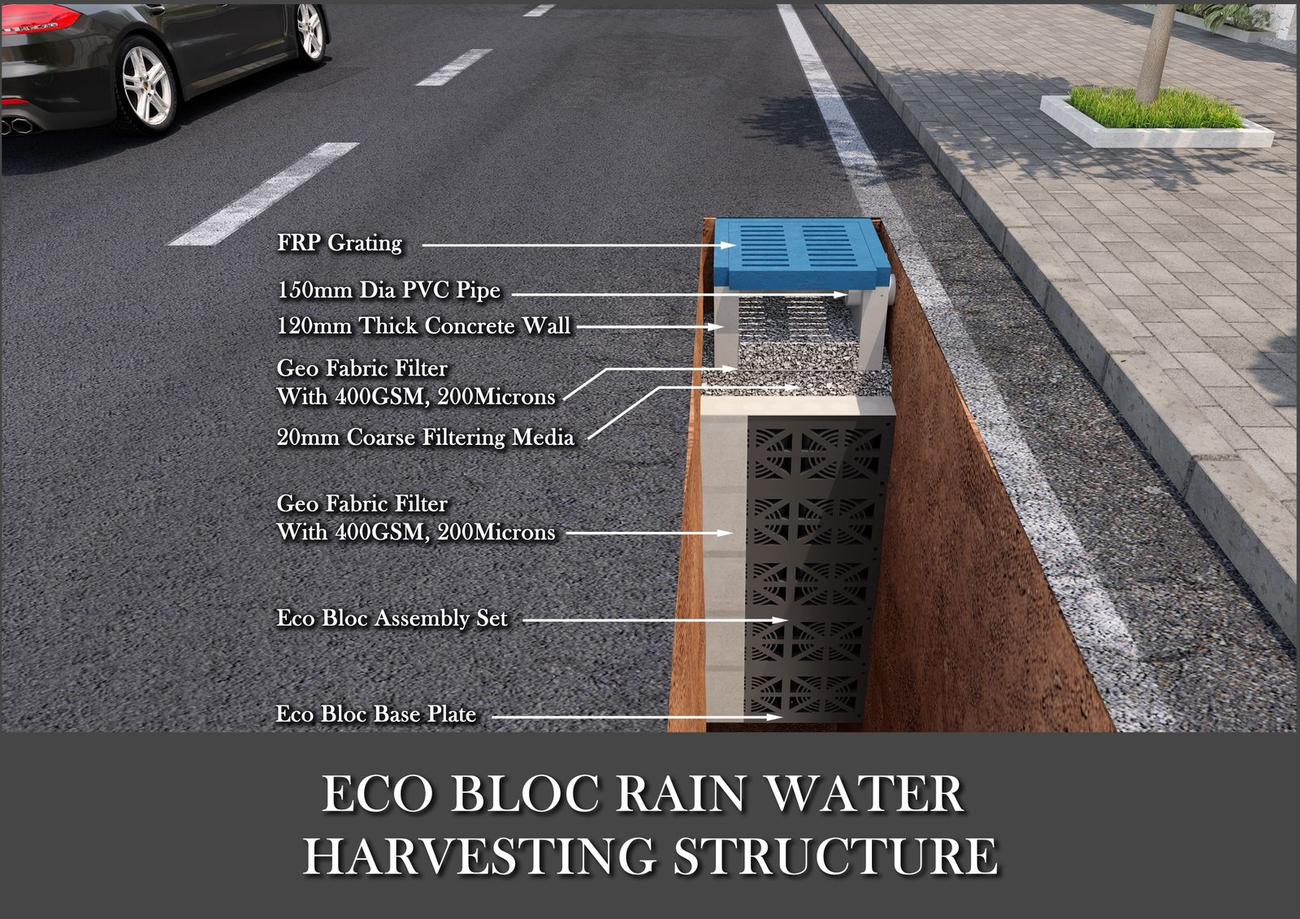 FRP Grating
150mm Dia PVC Pipe
120mm Thick Concrete Wall
Geo Fabric Filter
With 400GSM, 200Microns
20mm Coarse Filtering Media
Geo Fabric Filter
With 400GSM, 200Microns
Eco Bloc Assembly Set
Eco Bloc Base Plate
ECO BLOC RAIN WATER
HARVESTING STRUCTURE